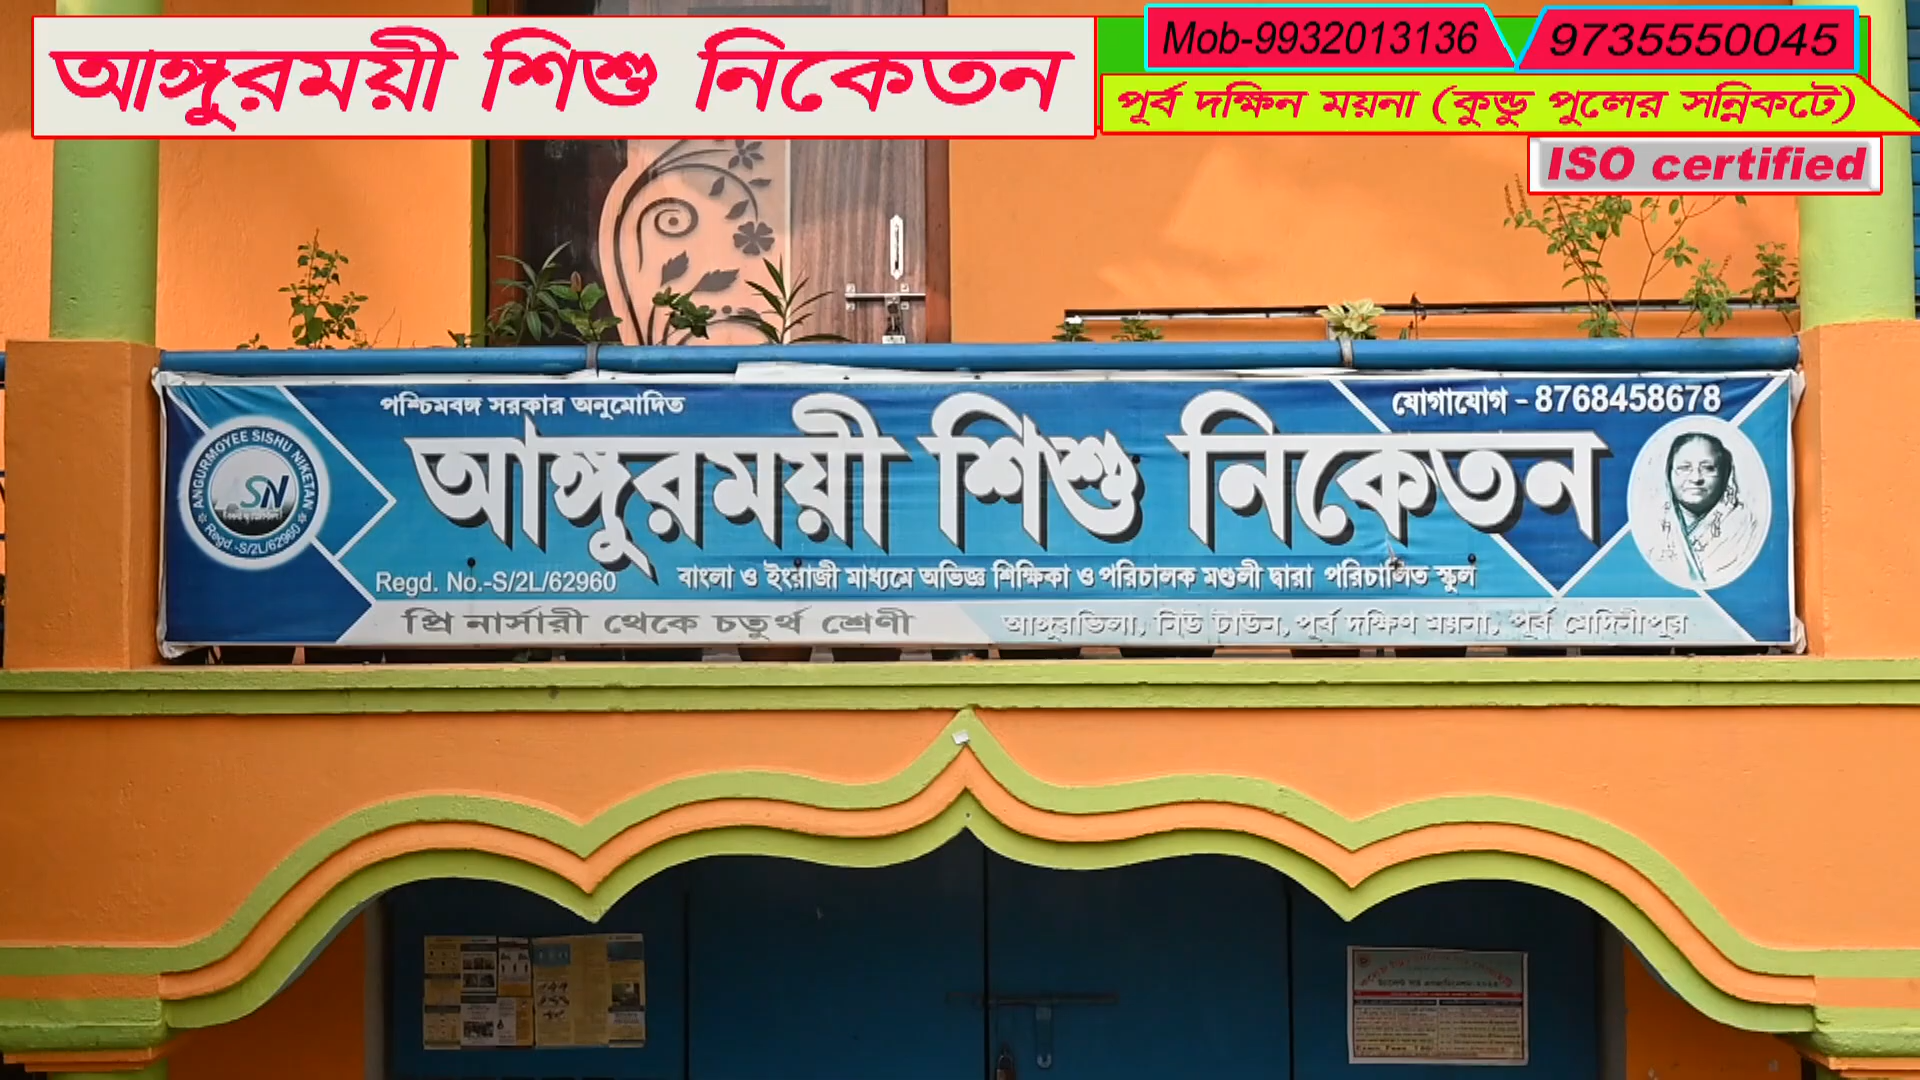 আঙ্গুরময়ী শিশু নিকেতন
Mob-9932013136
9735550045
পূর্ব দক্ষিন ময়না (কুন্ডু পুলের সন্নিকটে)
ISO certified
পশ্চিমবঙ্গ সরকার অনুমোদিত
যোগাযোগ - 8768458678
আঙ্গুরময়ী শিশু নিকেতন
ANGURMOYEE SISHU NIKETAN
SN
Regd.-S/2L/62960
Regd. No.-S/2L/62960
বাংলা ও ইংরাজী মাধ্যমে অভিজ্ঞ শিক্ষিকা ও পরিচালক মণ্ডলী দ্বারা পরিচালিত স্কুল
প্রি নার্সারী থেকে চতুর্থ শ্রেণী
আঙ্গুরভিলা, নিউ টাউন, পূর্ব দক্ষিণ ময়না, পূর্ব মেদিনীপুর